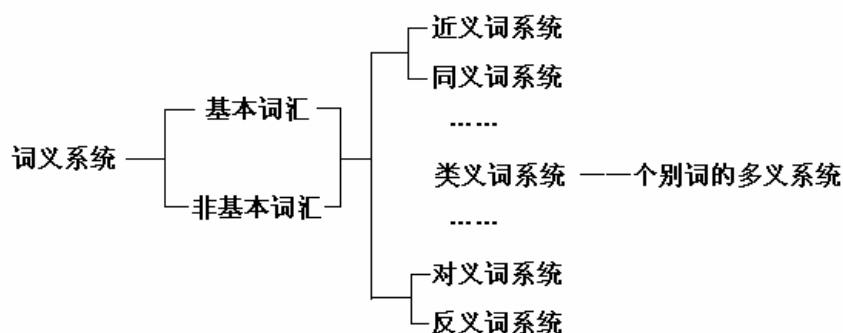 近义词系统
同义词系统
基本词汇
……
词义系统
类义词系统 ——个别词的多义系统
非基本词汇
……
对义词系统
反义词系统